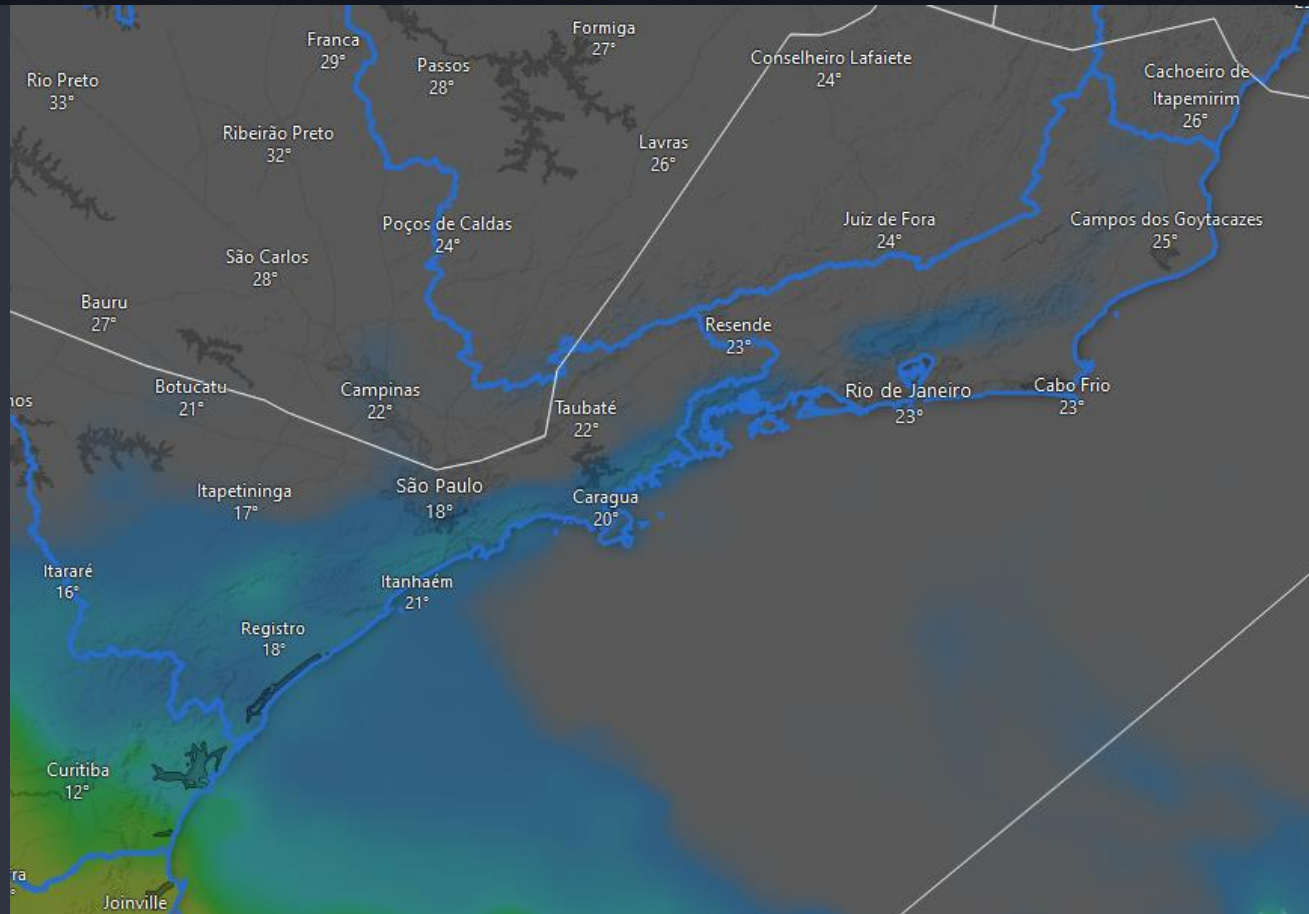 Formiga
27°
Franca
29°
Conselheiro Lafaiete
24°
Passos
28°
Cachoeiro de
Itapemirim
26°
Rio Preto
33°
Ribeirão Preto
32°
Lavras
26°
Poços de Caldas
24°
Juiz de Fora
24°
Campos dos Goytacazes
25°
São Carlos
28°
Bauru
27°
Resende
23°
Botucatu
21°
Campinas
22°
Rio de Janeiro
23°
Cabo Frio
23°
Taubaté
22°
Itapetininga
17°
São Paulo
18°
Caragua
20°
Itararé
16°
Itanhaém
21°
Registro
18°
Curitiba
12°
Joinville